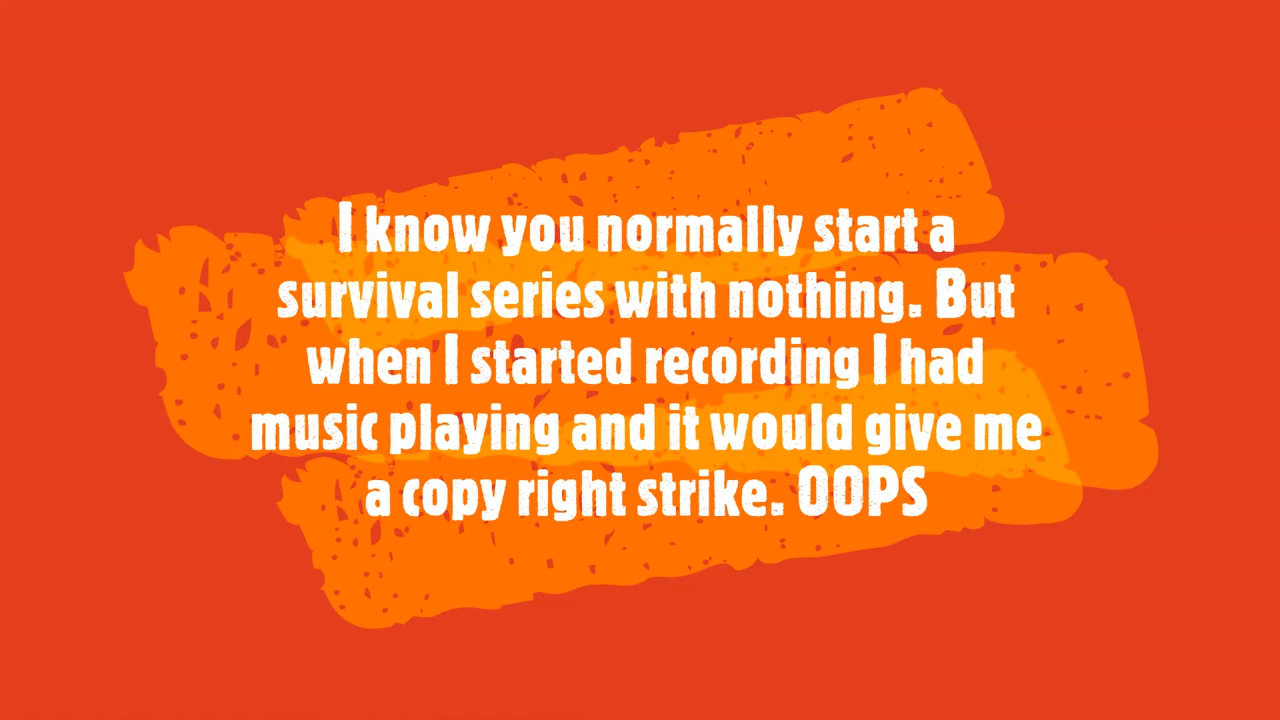 I know you normally start a
survival series with nothing. But
when I started recording I had
music playing and it would give me
a copy right strike. OOPS